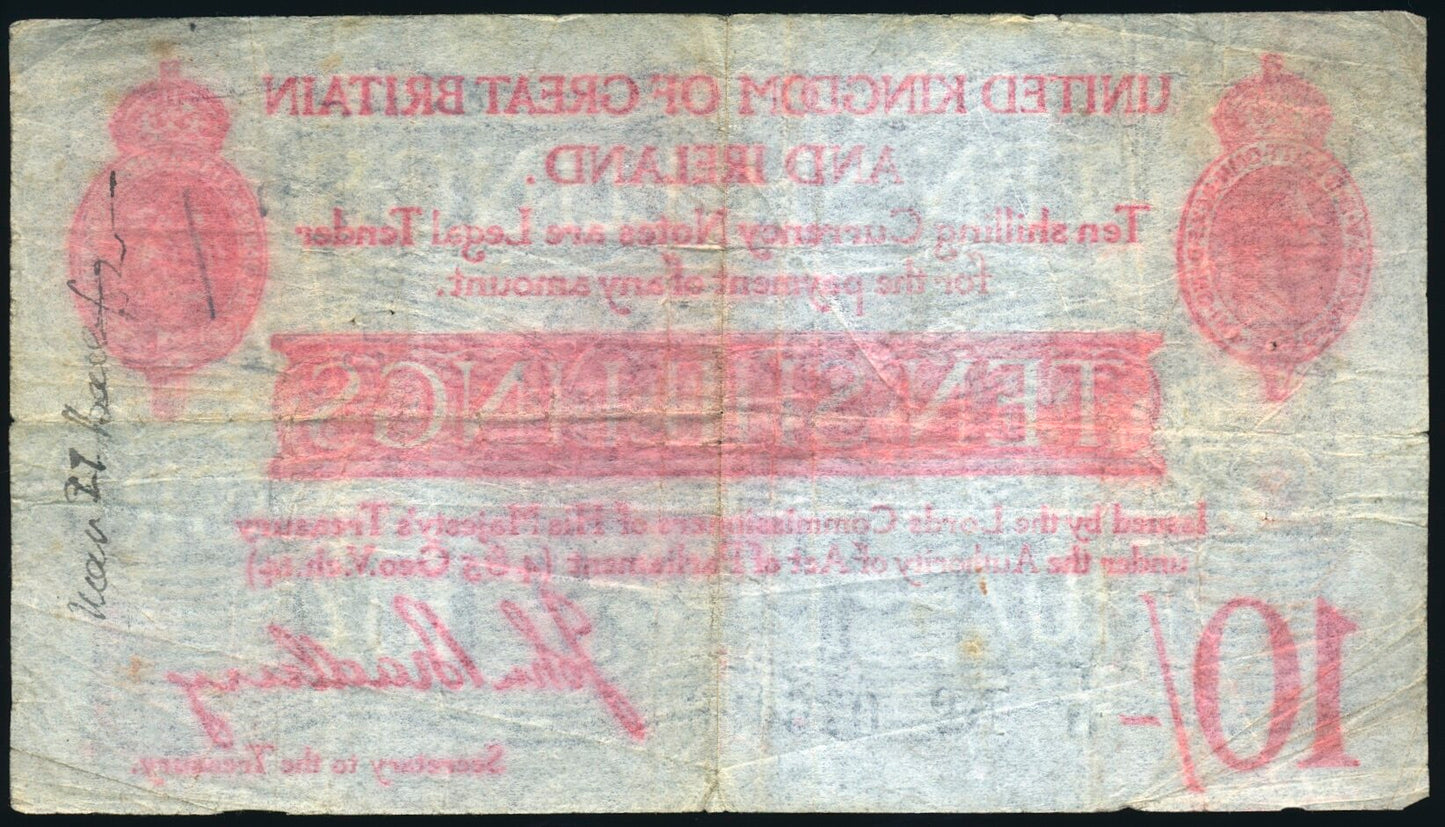 UNITED KINGDOM OF GREAT BRITAIN
AND IRELAND.
Ten shilling Currency Notes are Legal Tender
for the payment of any amount.
TEN SHILLINGS
Issued by the Lords Commissioners of His Majesty's Treasury
under the Authority of Act of Parliament (4 & 5 Geo.V.ch.14)
John Bradbury
10/-
Secretary to the Treasury.